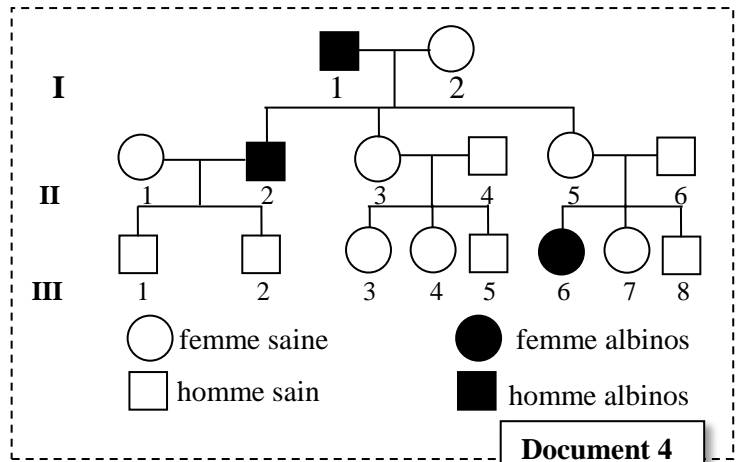 I
1 2
1 2 3 4 5 6
II
III
1 2 3 4 5 6 7 8
femme saine
femme albinos
homme sain
homme albinos
Document 4